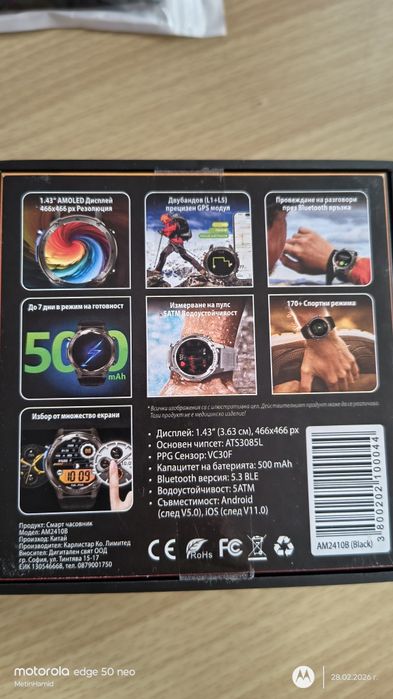 1.43" AMOLED Дисплей
466x466 px Резолюция
Двубандов (L1+L5)
прецизен GPS модул
Провеждане на разговори
през Bluetooth връзка
До 7 дни в режим на готовност
500
mAh
Измерване на пулс
5ATM Водоустойчивост
170+ Спортни режима
Избор от множество екрани
10:09
* Всички изображения са с илюстративна цел. Действителният продукт може да се различава.
Този продукт не е медицинско изделие!
• Дисплей: 1.43" (3.63 см), 466x466 px
• Основен чипсет: ATS3085L
• PPG Сензор: VC30F
• Капацитет на батерията: 500 mAh
• Bluetooth версия: 5.3 BLE
• Водоустойчивост: 5ATM
• Съвместимост: Android
(след V5.0), iOS (след V11.0)
Продукт: Смарт часовник
Модел: AM2410B
Произход: Китай
Производител: Карлистар Ко. Лимитед
Вносител: Дигитален свят ООД
гр. София, ул. Тинтява 15-17
ЕИК 130546668, тел. 0879001750
CE
RoHS
FC
3 800202 100044
AM2410B (Black)
motorola edge 50 neo
MetinHamid
28.02.2026 г.